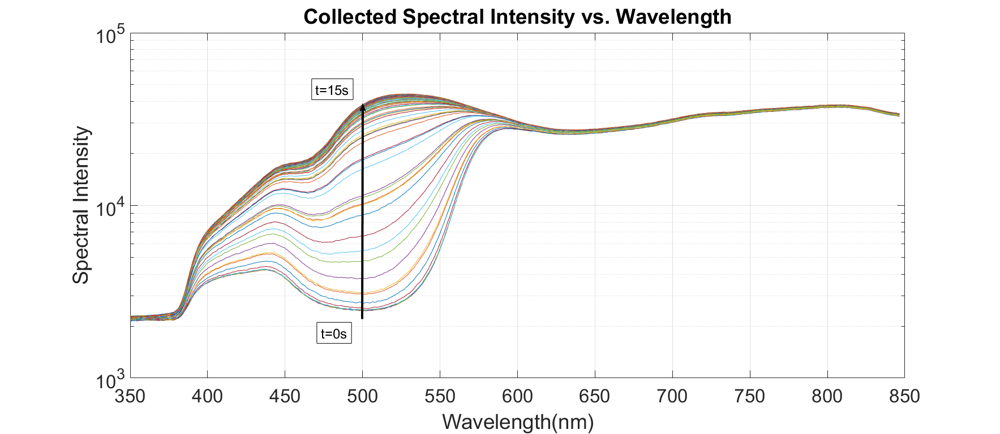 Collected Spectral Intensity vs. Wavelength
10^5
10^4
10^3
Spectral Intensity
t=15s
t=0s
350 400 450 500 550 600 650 700 750 800 850
Wavelength(nm)